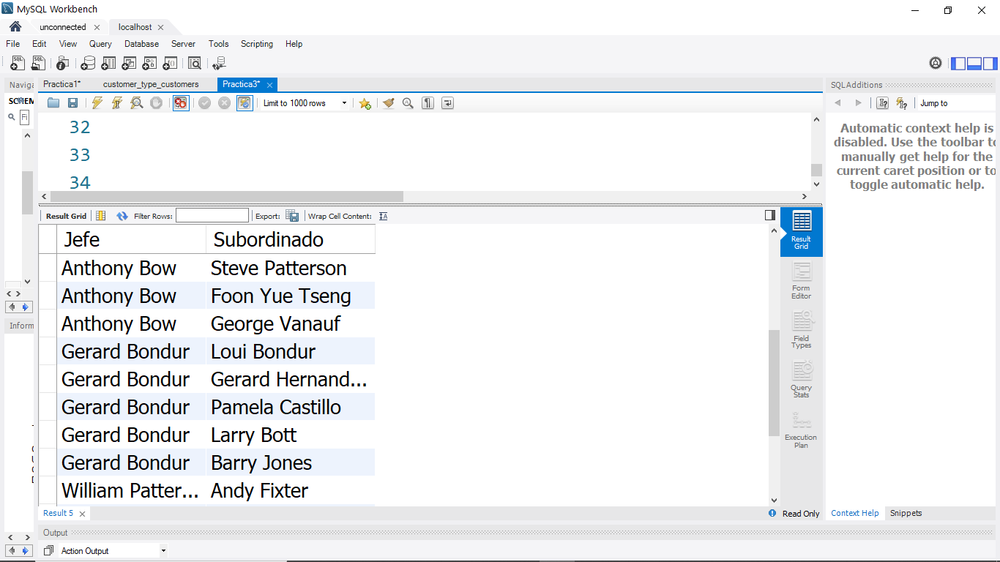 MySQL Workbench
unconnected localhost
File Edit View Query Database Server Tools Scripting Help
Naviga Practica1* customer_type_customers Practica3* SQLAdditions
Limit to 1000 rows Jump to
Fi
32
33
34
Automatic context help is
disabled. Use the toolbar to
manually get help for the
current caret position or to
toggle automatic help.
Result Grid Filter Rows: Export: Wrap Cell Content:
Jefe Subordinado
Anthony Bow Steve Patterson
Anthony Bow Foon Yue Tseng
Anthony Bow George Vanauf
Gerard Bondur Loui Bondur
Gerard Bondur Gerard Hernand...
Gerard Bondur Pamela Castillo
Gerard Bondur Larry Bott
Gerard Bondur Barry Jones
William Patter... Andy Fixter
Result
Grid
Form
Editor
Field
Types
Query
Stats
Execution
Plan
Inform
Result 5 Read Only Context Help Snippets
Output
Action Output